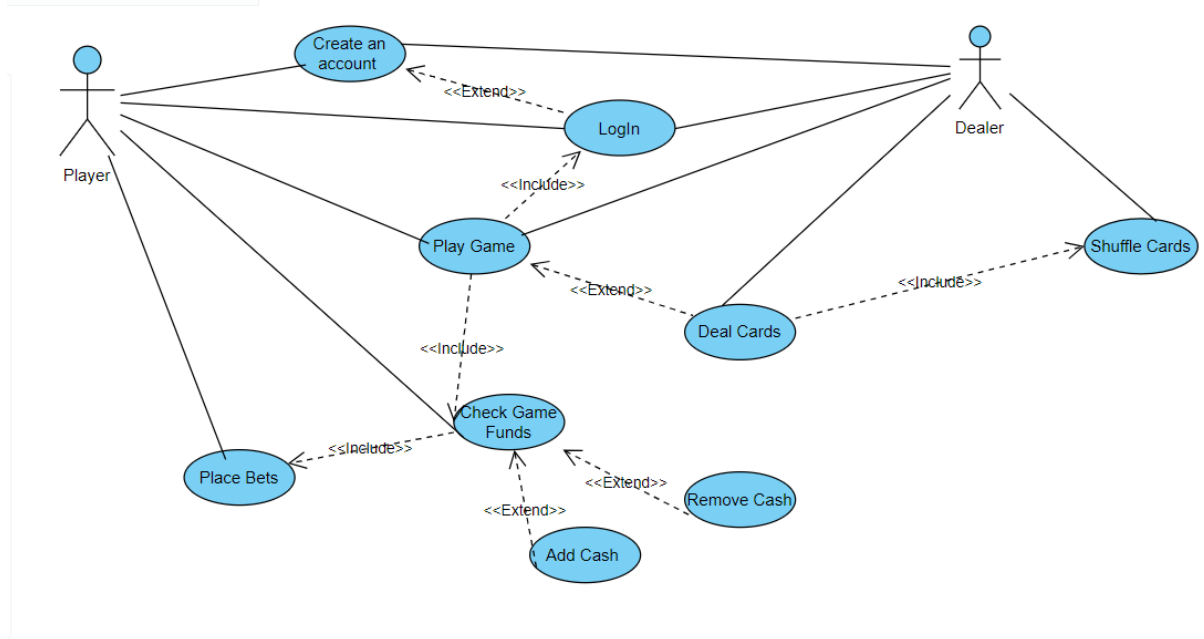 Create an
account
<<Extend>>
LogIn
Dealer
Player
<<Include>>
Play Game
Shuffle Cards
<<Extend>>
<<Include>>
Deal Cards
<<Include>>
Check Game
Funds
<<Include>>
Place Bets
<<Extend>>
Remove Cash
<<Extend>>
Add Cash